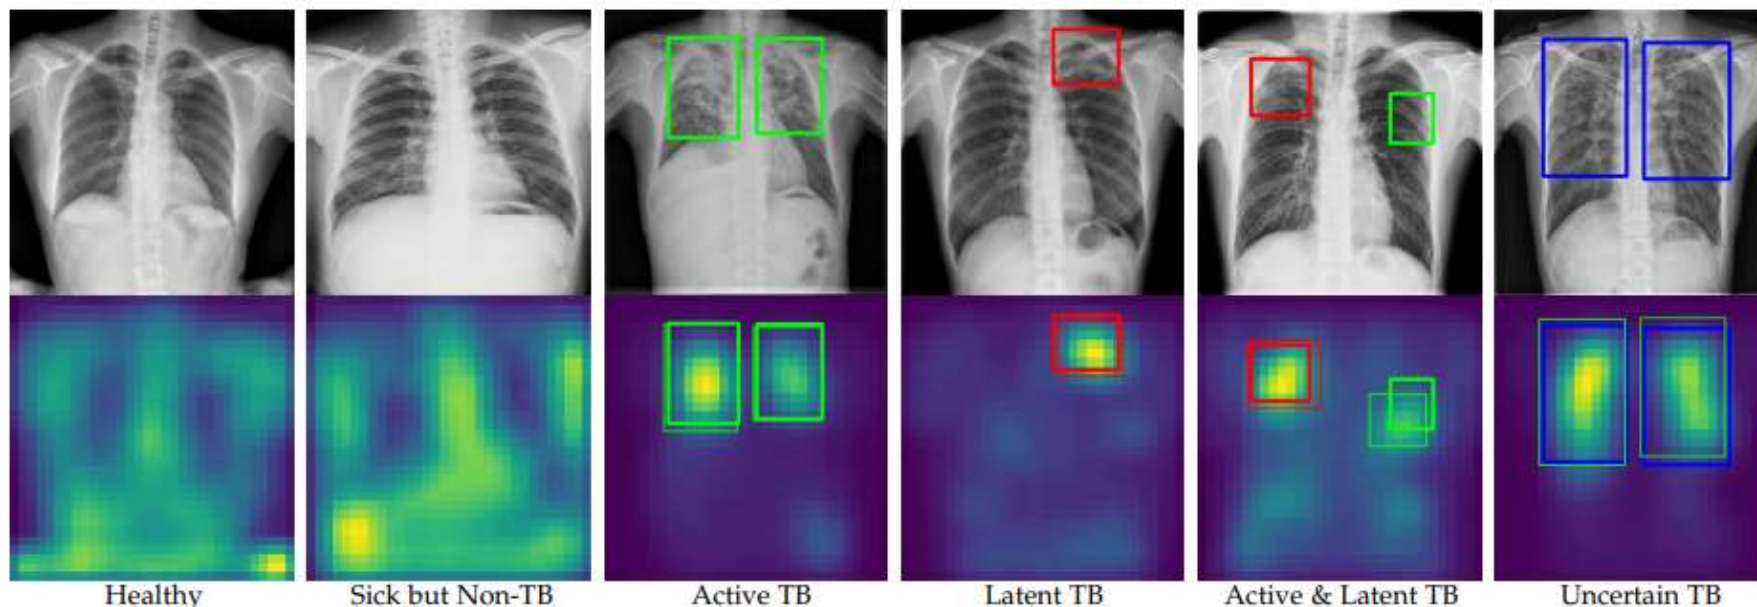 Healthy
Sick but Non-TB
Active TB
Latent TB
Active & Latent TB
Uncertain TB